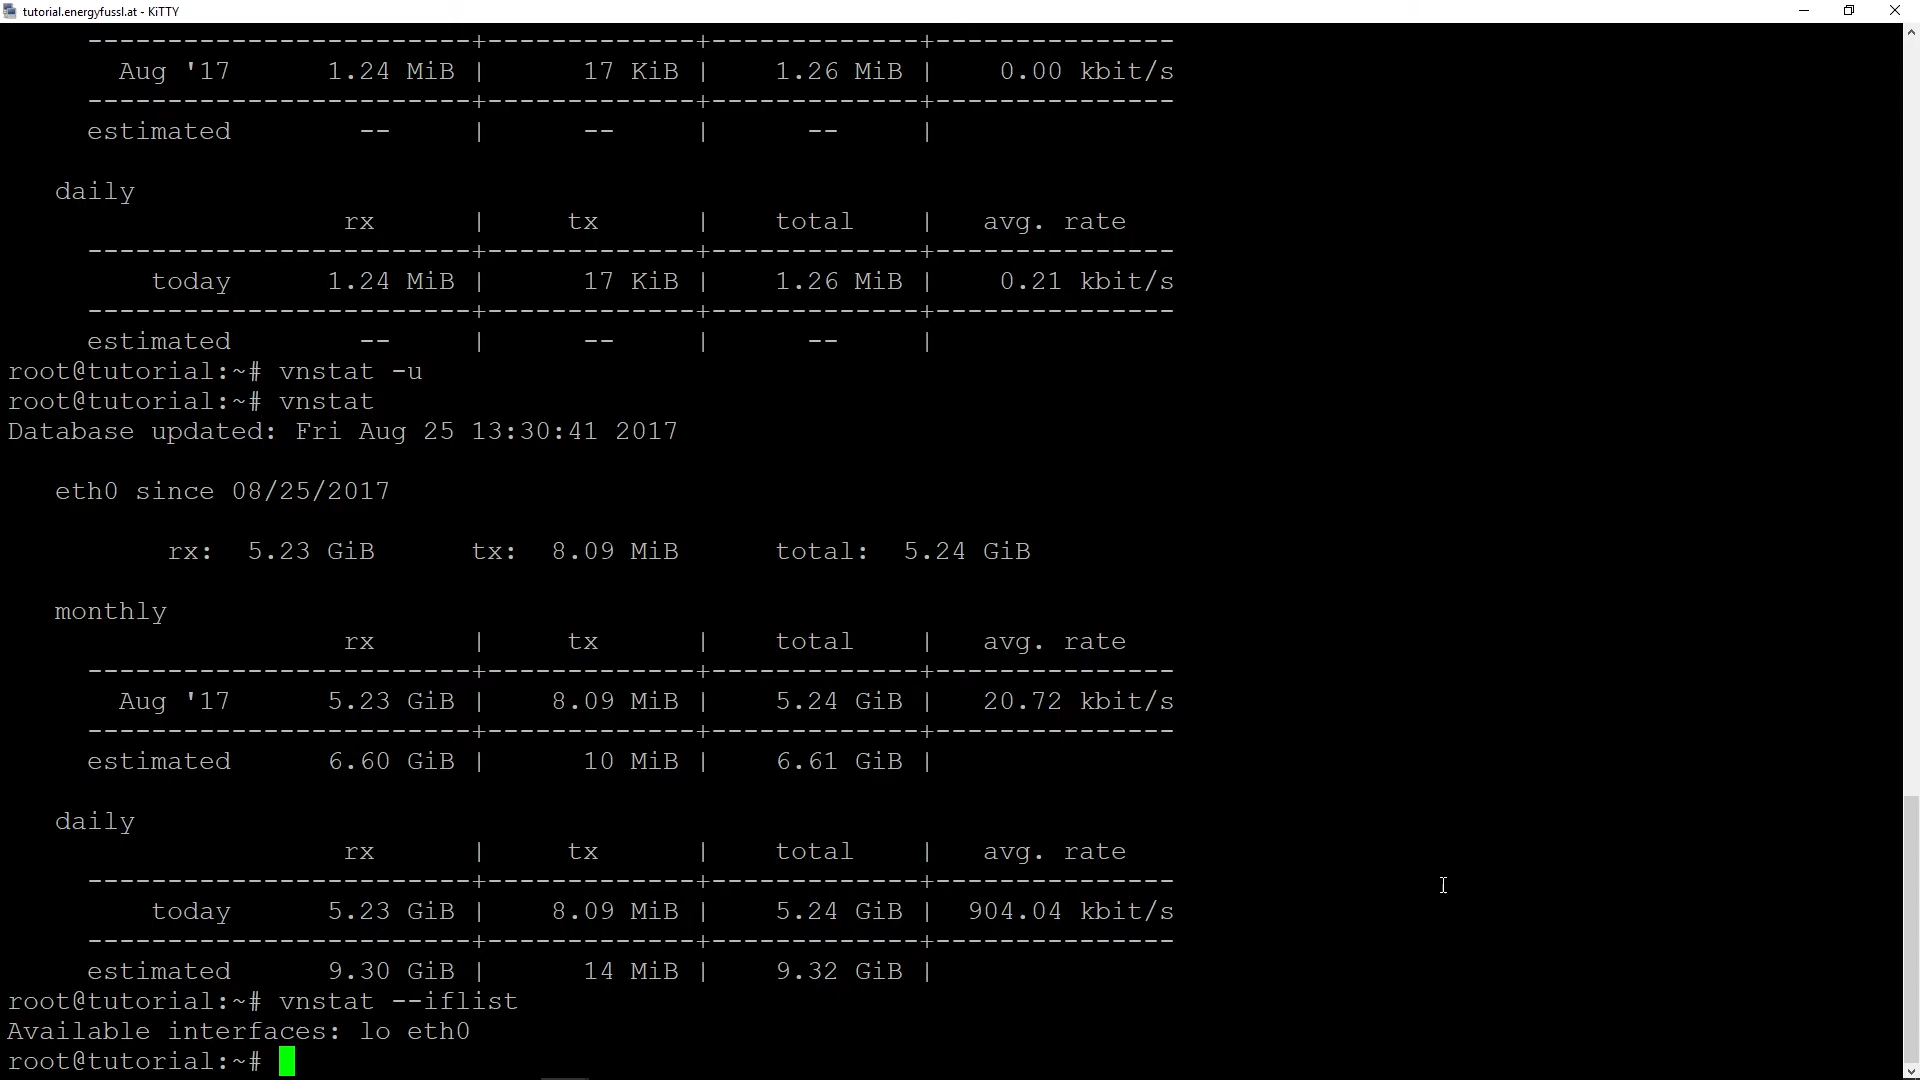 tutorial.energyfussl.at - KiTTY
------------------------+-------------+-------------+---------------
Aug '17 1.24 MiB | 17 KiB | 1.26 MiB | 0.00 kbit/s
------------------------+-------------+-------------+---------------
estimated -- | -- | -- |
daily
rx | tx | total | avg. rate
------------------------+-------------+-------------+---------------
today 1.24 MiB | 17 KiB | 1.26 MiB | 0.21 kbit/s
------------------------+-------------+-------------+---------------
estimated -- | -- | -- |
root@tutorial:~# vnstat -u
root@tutorial:~# vnstat
Database updated: Fri Aug 25 13:30:41 2017
eth0 since 08/25/2017
rx: 5.23 GiB tx: 8.09 MiB total: 5.24 GiB
monthly
rx | tx | total | avg. rate
------------------------+-------------+-------------+---------------
Aug '17 5.23 GiB | 8.09 MiB | 5.24 GiB | 20.72 kbit/s
------------------------+-------------+-------------+---------------
estimated 6.60 GiB | 10 MiB | 6.61 GiB |
daily
rx | tx | total | avg. rate
------------------------+-------------+-------------+---------------
today 5.23 GiB | 8.09 MiB | 5.24 GiB | 904.04 kbit/s
------------------------+-------------+-------------+---------------
estimated 9.30 GiB | 14 MiB | 9.32 GiB |
root@tutorial:~# vnstat --iflist
Available interfaces: lo eth0
root@tutorial:~#